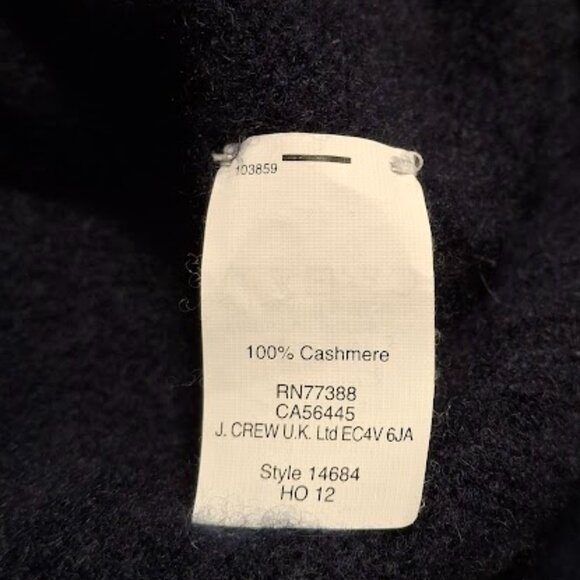 103859
100% Cashmere
RN77388
CA56445
J. CREW U.K. Ltd EC4V 6JA
Style 14684
HO 12